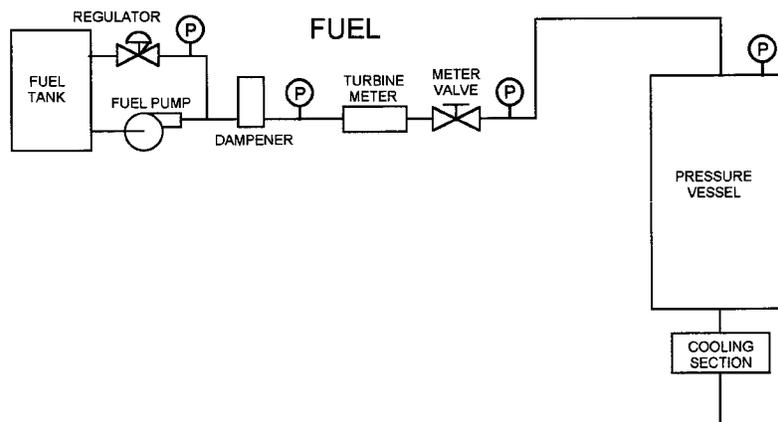 REGULATOR
P
FUEL
P
FUEL
TANK
FUEL PUMP
DAMPENER
P
TURBINE
METER
METER
VALVE
P
PRESSURE
VESSEL
COOLING
SECTION